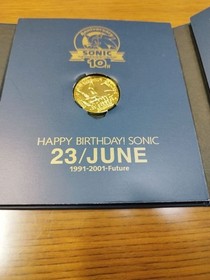 SONIC
10th
HAPPY BIRTHDAY! SONIC
23/JUNE
1991-2001-Future